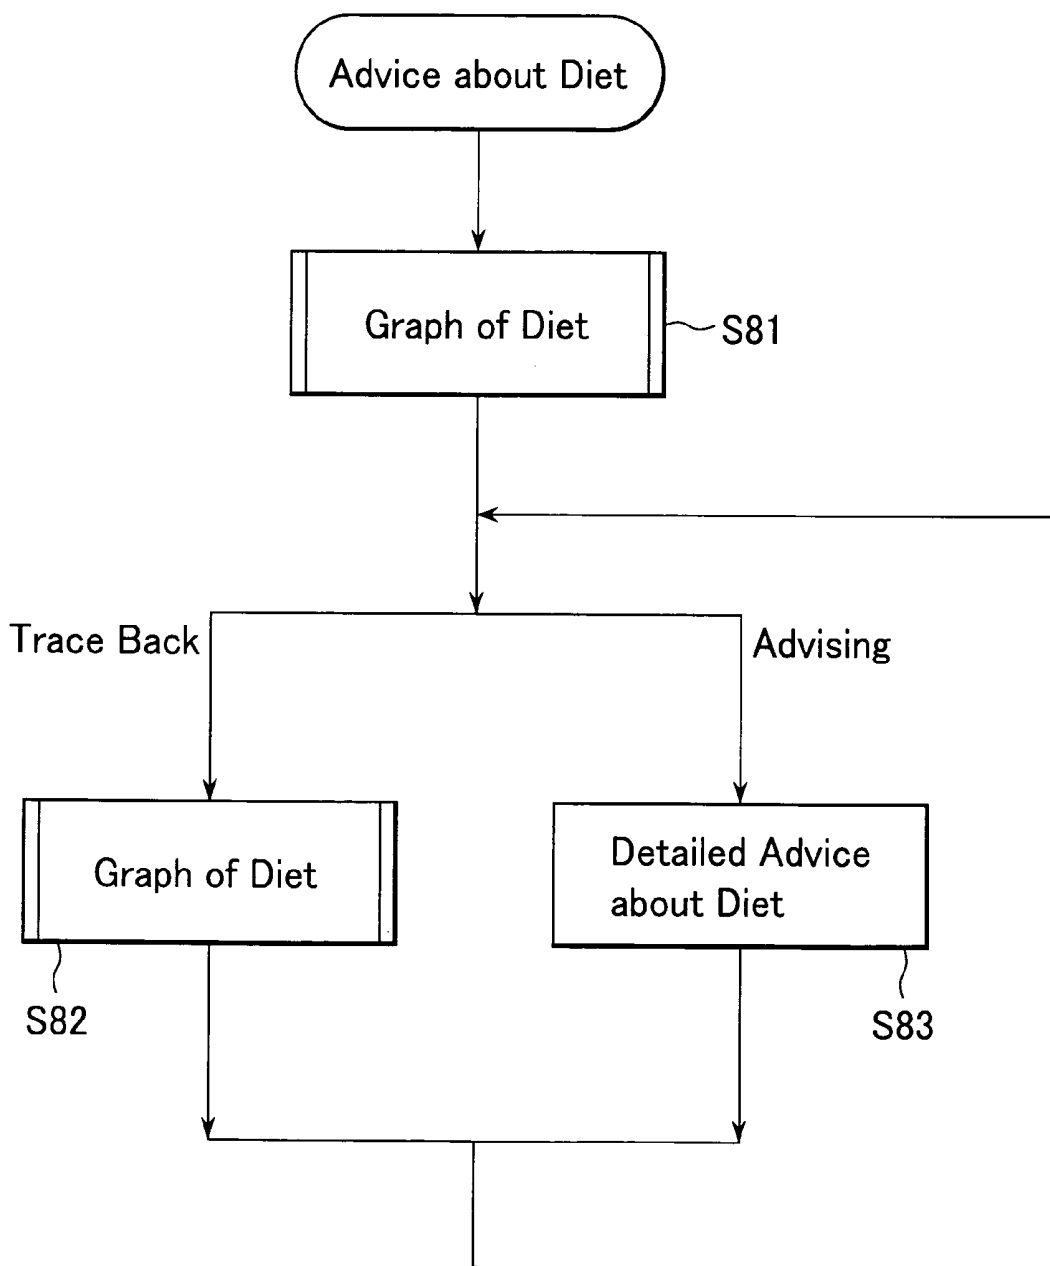 Advice about Diet
Graph of Diet
S81
Trace Back
Advising
Graph of Diet
Detailed Advice
about Diet
S82
S83